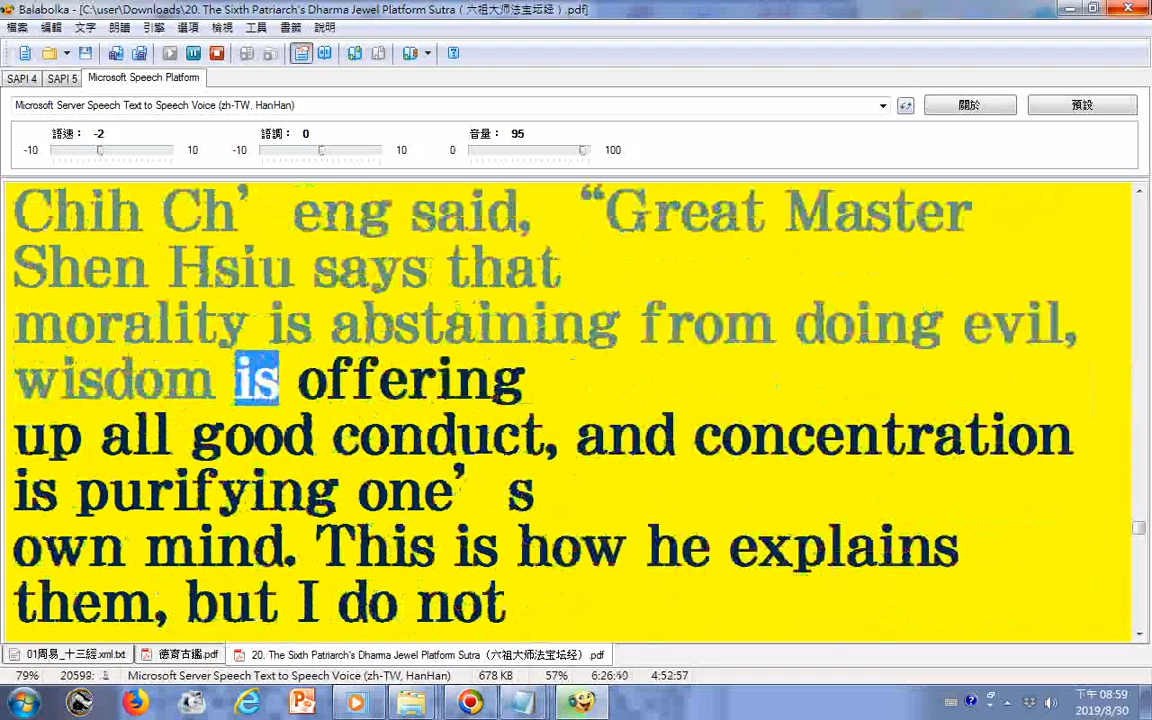 Balabolka - [C:\user\Downloads\20. The Sixth Patriarch's Dharma Jewel Platform Sutra（六祖大师法宝坛经）.pdf]
檔案 編輯 文字 朗讀 引擎 選項 檢視 工具 書籤 說明
SAPI 4 SAPI 5 Microsoft Speech Platform
Microsoft Server Speech Text to Speech Voice (zh-TW, HanHan) 關於 預設
語速： -2 語調： 0 音量： 95
-10 10 -10 10 0 100
Chih Ch’eng said, “Great Master
Shen Hsiu says that
morality is abstaining from doing evil,
wisdom is offering
up all good conduct, and concentration
is purifying one’s
own mind. This is how he explains
them, but I do not
01周易_十三經.xml.txt 德育古鑑.pdf 20. The Sixth Patriarch's Dharma Jewel Platform Sutra（六祖大师法宝坛经）.pdf
79% Microsoft Server Speech Text to Speech Voice (zh-TW, HanHan) 678 KB 57% 4:52:57
下午 08:59
2019/8/30